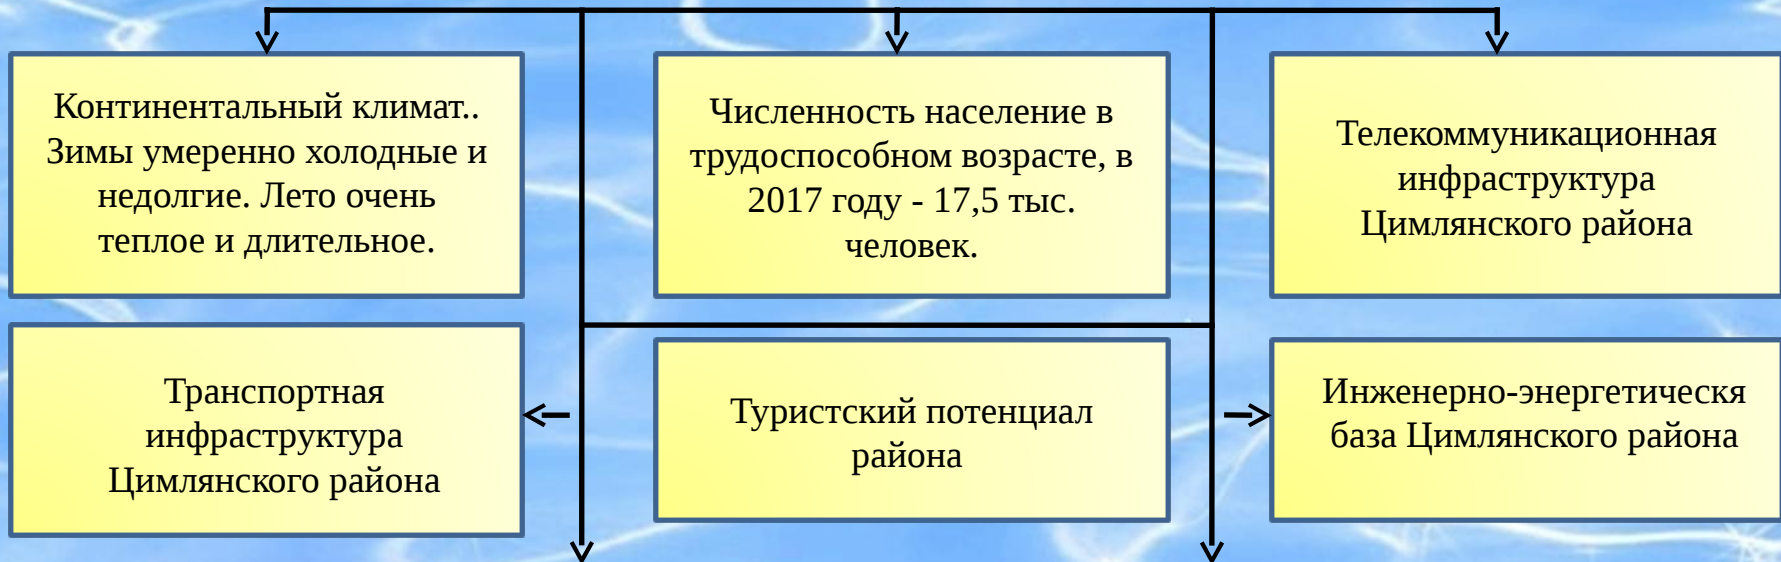 Континентальный климат..
Зимы умеренно холодные и
недолгие. Лето очень
теплое и длительное.
Численность население в
трудоспособном возрасте, в
2017 году - 17,5 тыс.
человек.
Телекоммуникационная
инфраструктура
Цимлянского района
Транспортная
инфраструктура
Цимлянского района
Туристский потенциал
района
Инженерно-энергетическя
база Цимлянского района